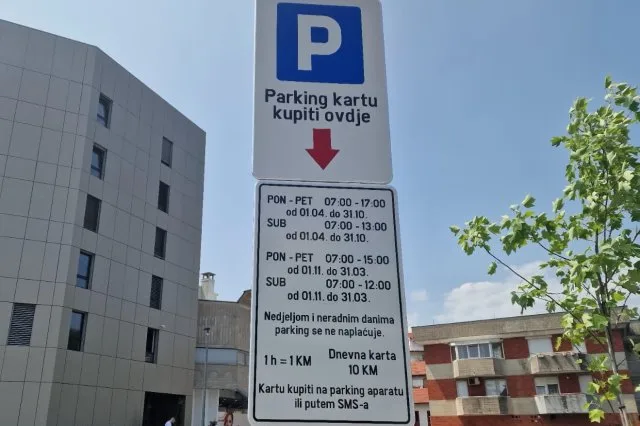 P
Parking kartu
kupiti ovdje
PON - PET 07:00 - 17:00
od 01.04. do 31.10.
SUB 07:00 - 13:00
od 01.04. do 31.10.
PON - PET 07:00 - 15:00
od 01.11. do 31.03.
SUB 07:00 - 12:00
od 01.11. do 31.03.
Nedjeljom i neradnim danima
parking se ne naplaćuje.
1 h = 1 KM Dnevna karta
10 KM
Kartu kupiti na parking aparatu
ili putem SMS-a